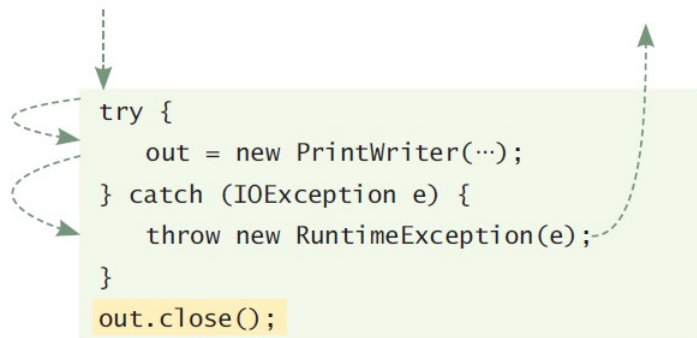 try {
out = new PrintWriter(⋯);
} catch (IOException e) {
throw new RuntimeException(e);
}
out.close();